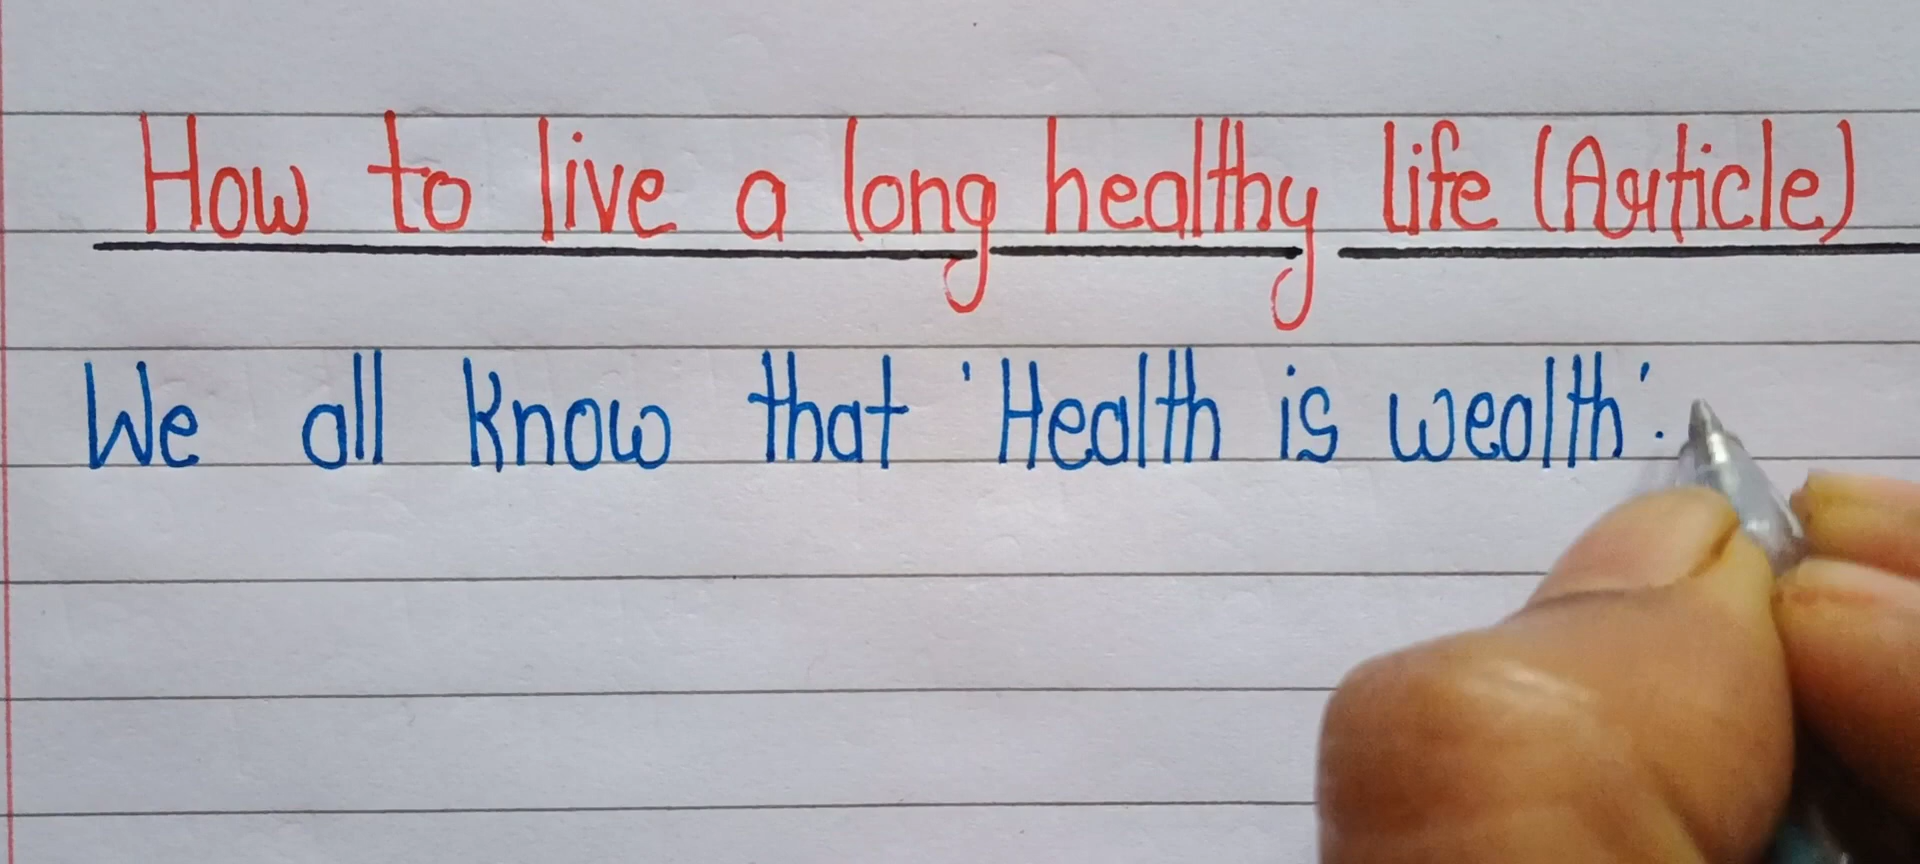 How to live a long healthy life (Article)
We all know that 'Health is wealth'.